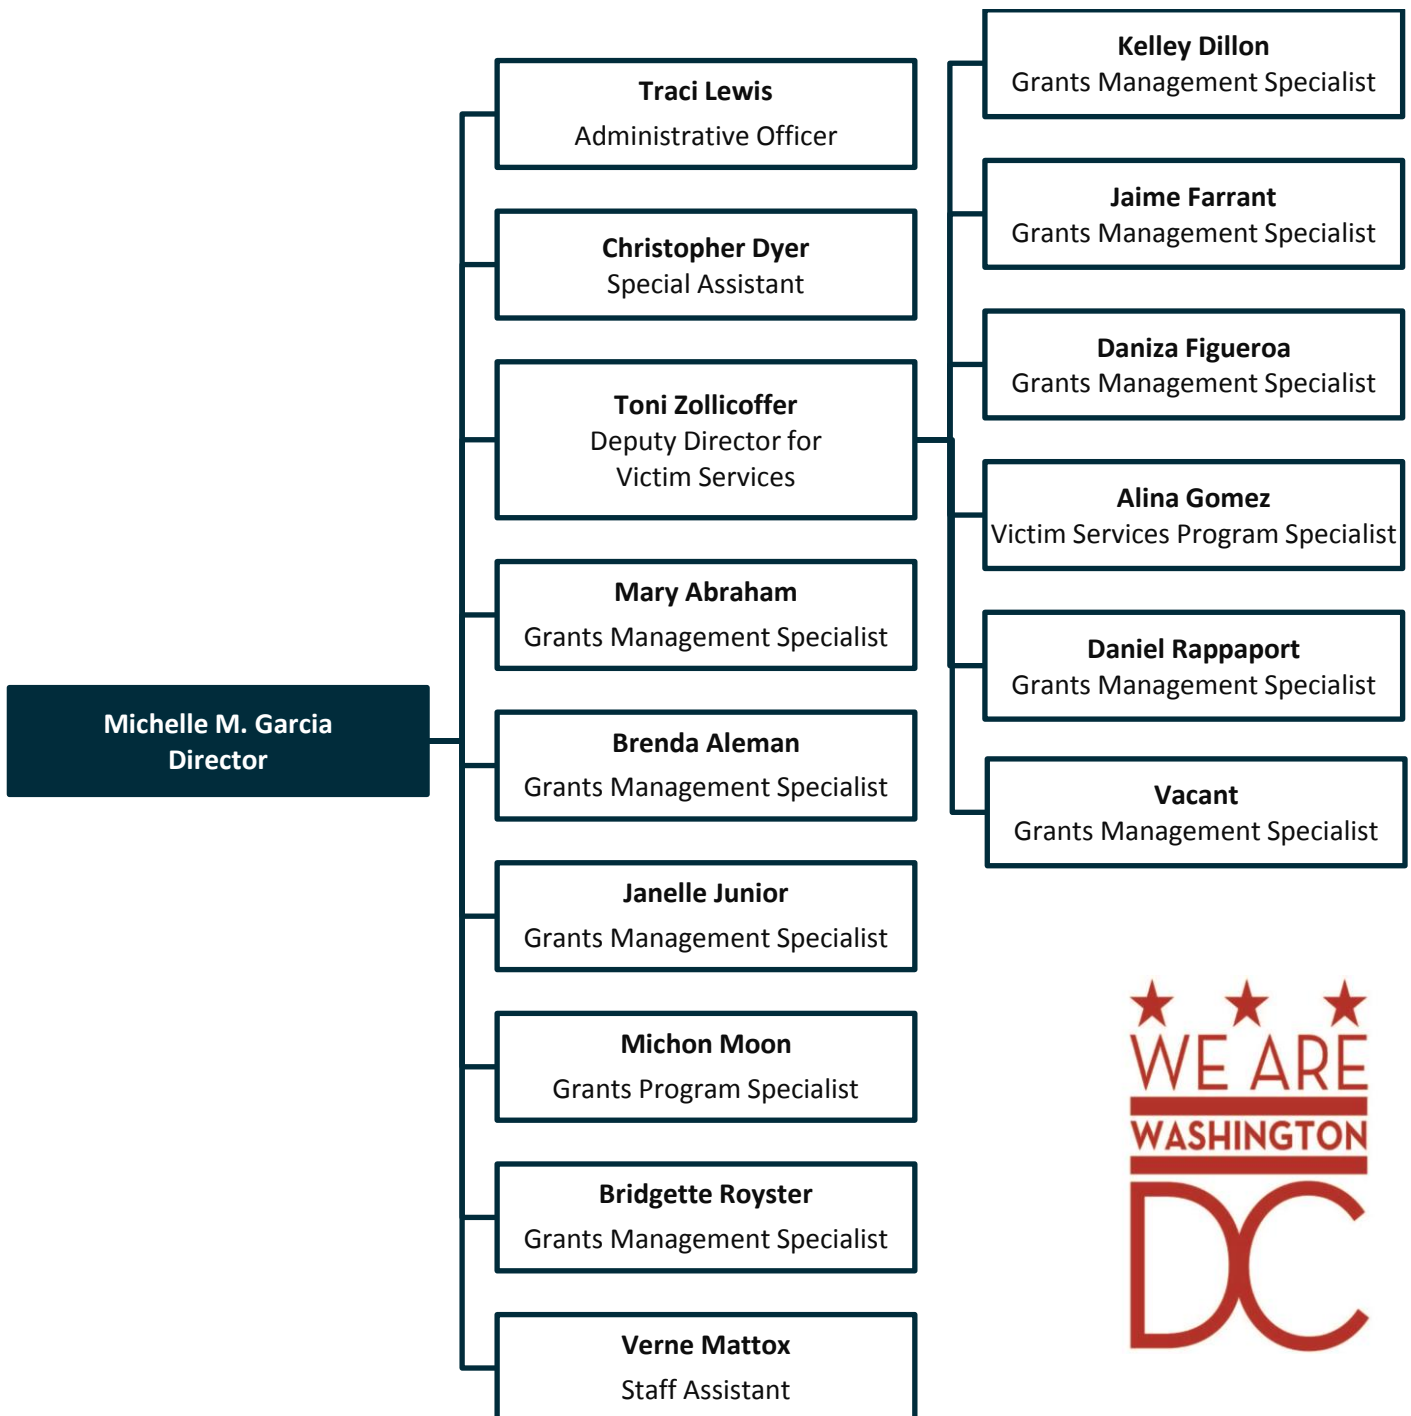 Michelle M. Garcia
Director
Traci Lewis
Administrative Officer
Christopher Dyer
Special Assistant
Toni Zollicoffer
Deputy Director for
Victim Services
Mary Abraham
Grants Management Specialist
Brenda Aleman
Grants Management Specialist
Janelle Junior
Grants Management Specialist
Michon Moon
Grants Program Specialist
Bridgette Royster
Grants Management Specialist
Verne Mattox
Staff Assistant
Kelley Dillon
Grants Management Specialist
Jaime Farrant
Grants Management Specialist
Daniza Figueroa
Grants Management Specialist
Alina Gomez
Victim Services Program Specialist
Daniel Rappaport
Grants Management Specialist
Vacant
Grants Management Specialist
WE ARE
WASHINGTON
DC